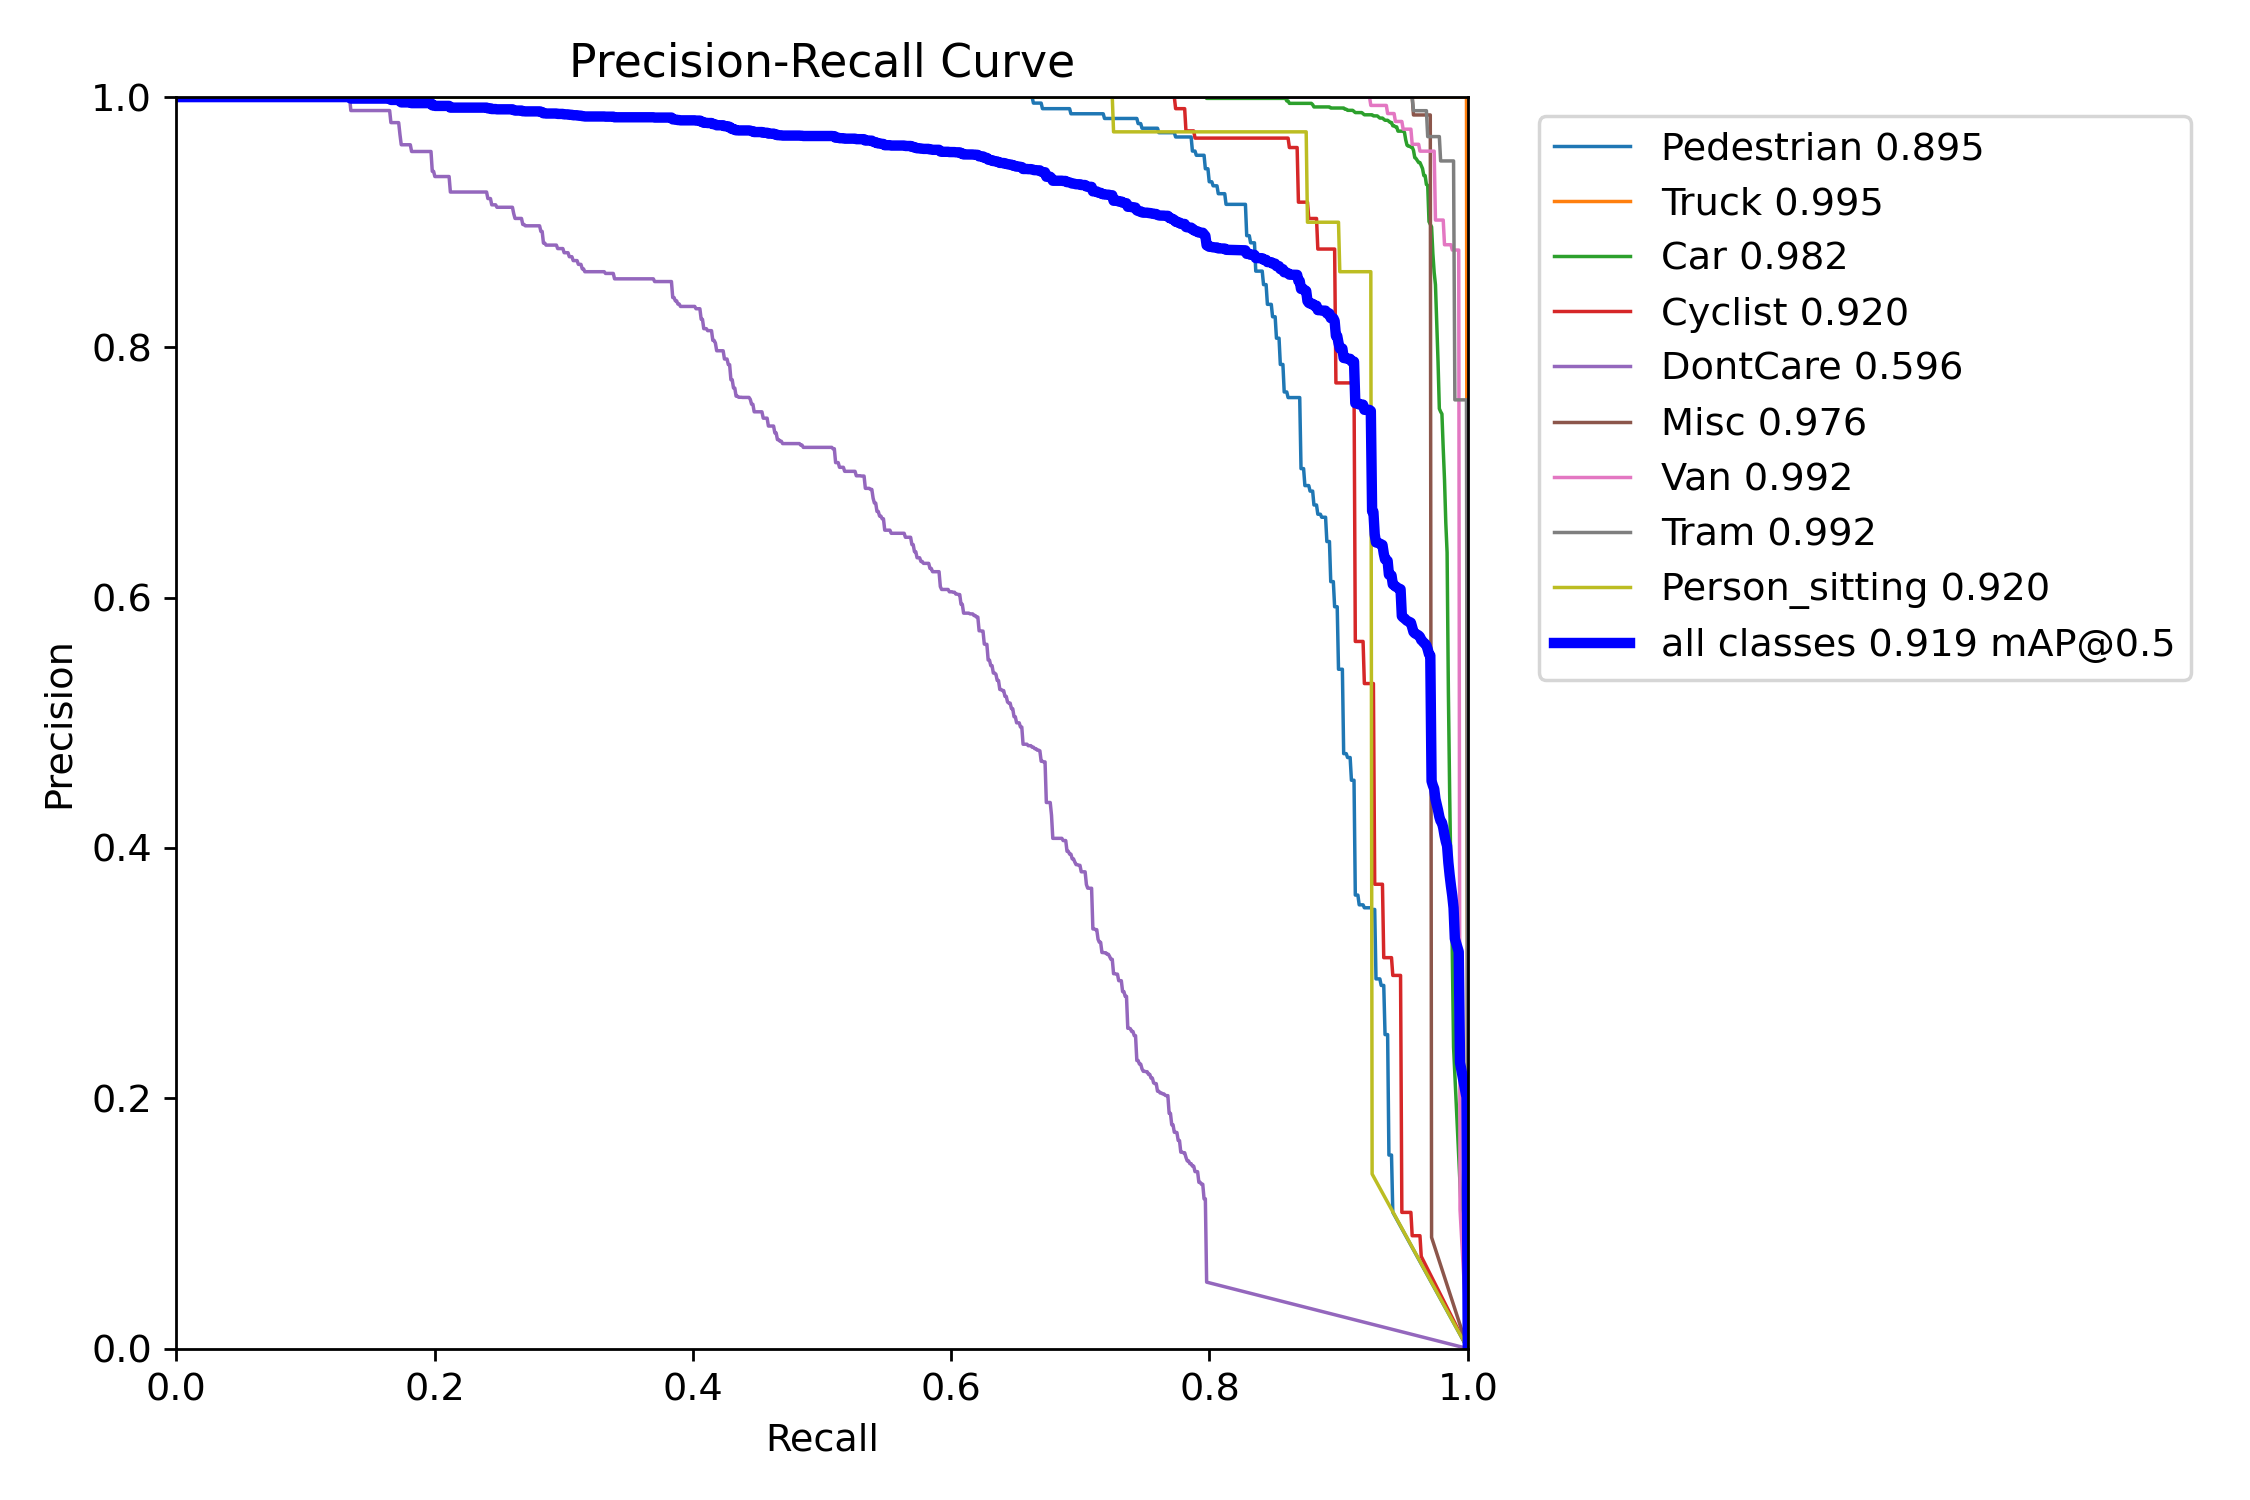 Precision-Recall Curve
1.0
0.8
0.6
0.4
0.2
0.0
Precision
0.0 0.2 0.4 0.6 0.8 1.0
Recall
Pedestrian 0.895
Truck 0.995
Car 0.982
Cyclist 0.920
DontCare 0.596
Misc 0.976
Van 0.992
Tram 0.992
Person_sitting 0.920
all classes 0.919 mAP@0.5